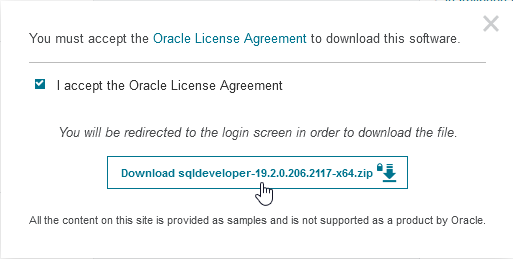 You must accept the Oracle License Agreement to download this software.
I accept the Oracle License Agreement
You will be redirected to the login screen in order to download the file.
Download sqldeveloper-19.2.0.206.2117-x64.zip
All the content on this site is provided as samples and is not supported as a product by Oracle.